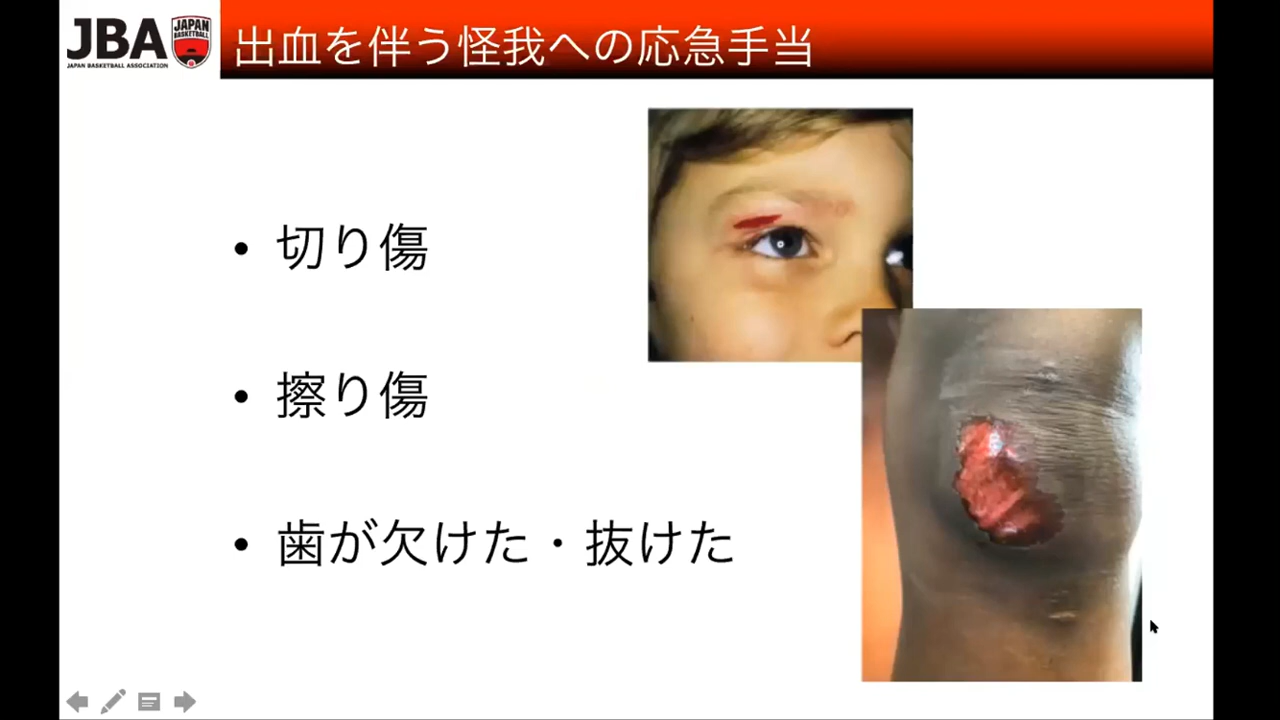 JBA
JAPAN BASKETBALL ASSOCIATION
JAPAN
BASKETBALL
出血を伴う怪我への応急手当
• 切り傷
• 擦り傷
• 歯が欠けた・抜けた